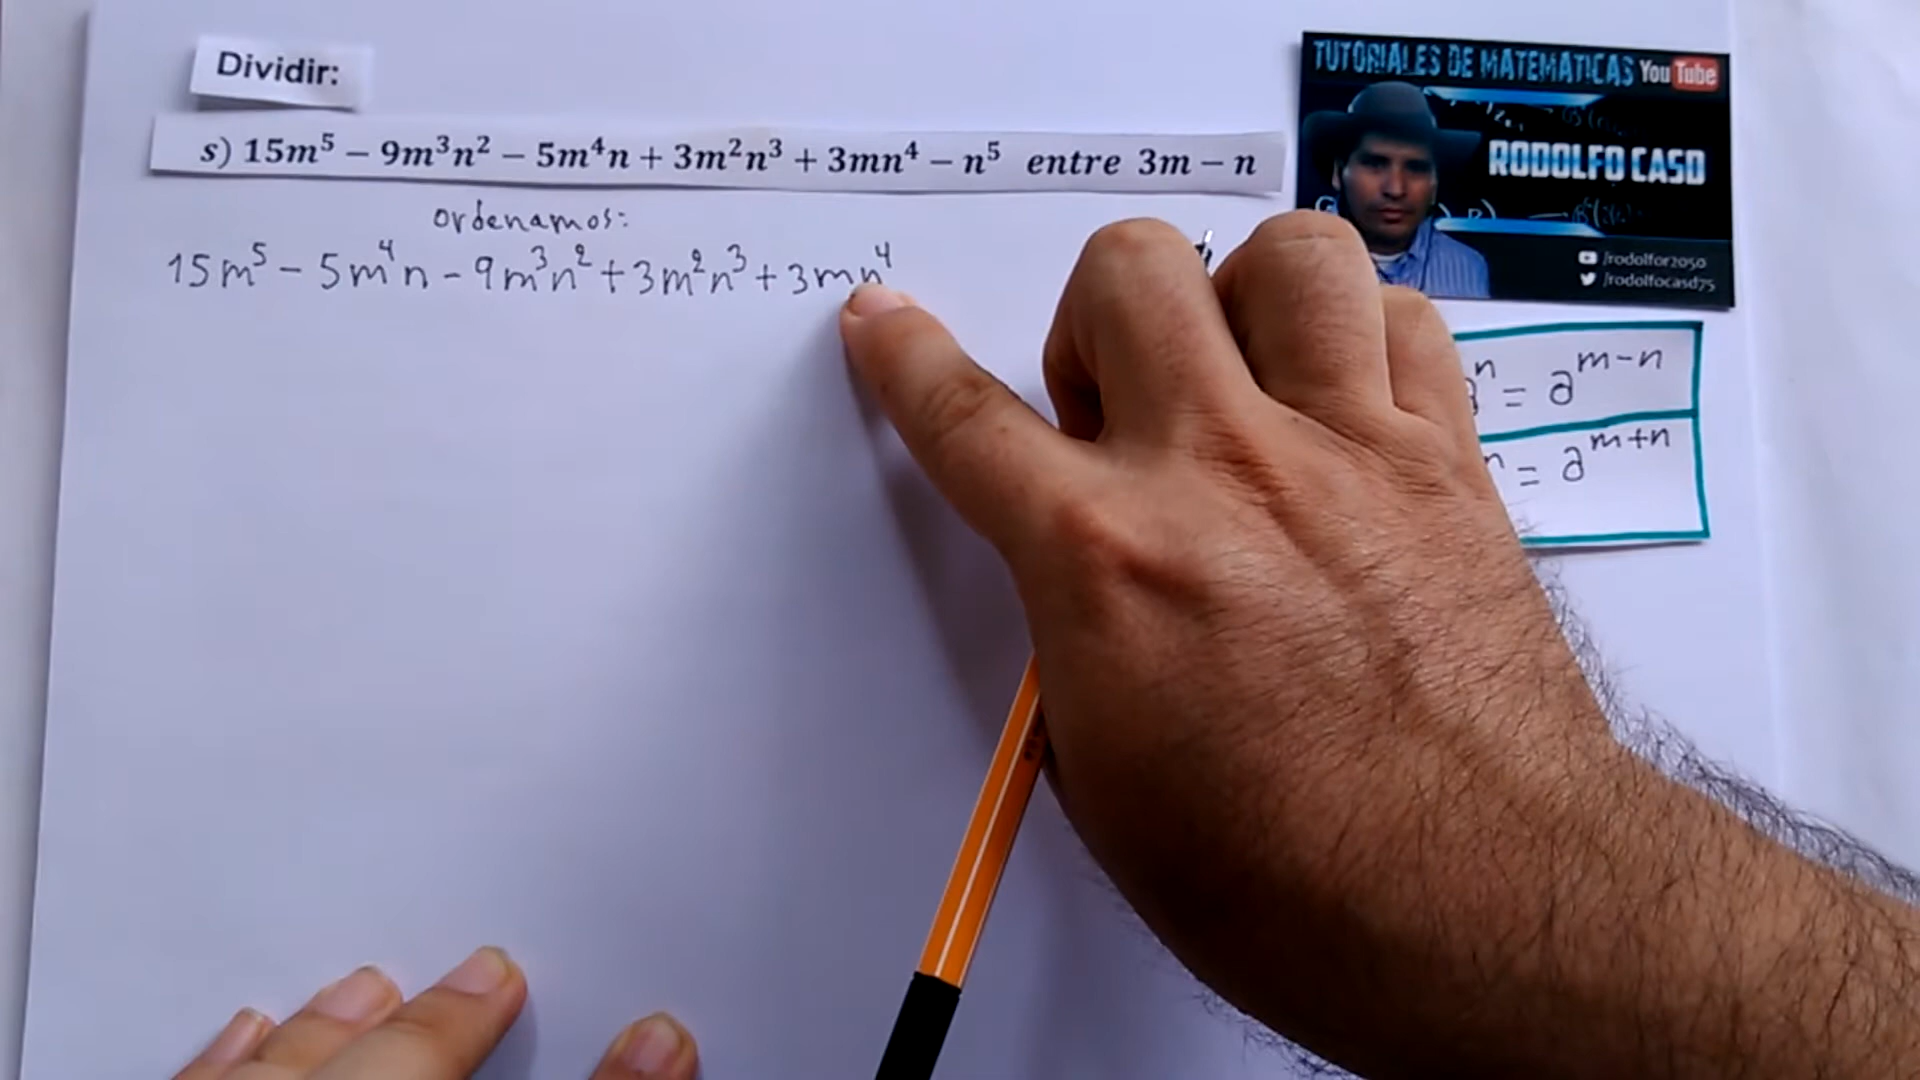 Dividir:
s) 15m⁵ − 9m³n² − 5m⁴n + 3m²n³ + 3mn⁴ − n⁵ entre 3m − n
ordenamos:
15m⁵ − 5m⁴n − 9m³n² + 3m²n³ + 3mn⁴
TUTORIALES DE MATEMATICAS YouTube
RODOLFO CASD
/rodolfor2050
/rodolfocasd75
n = a^{m−n}
n = a^{m+n}